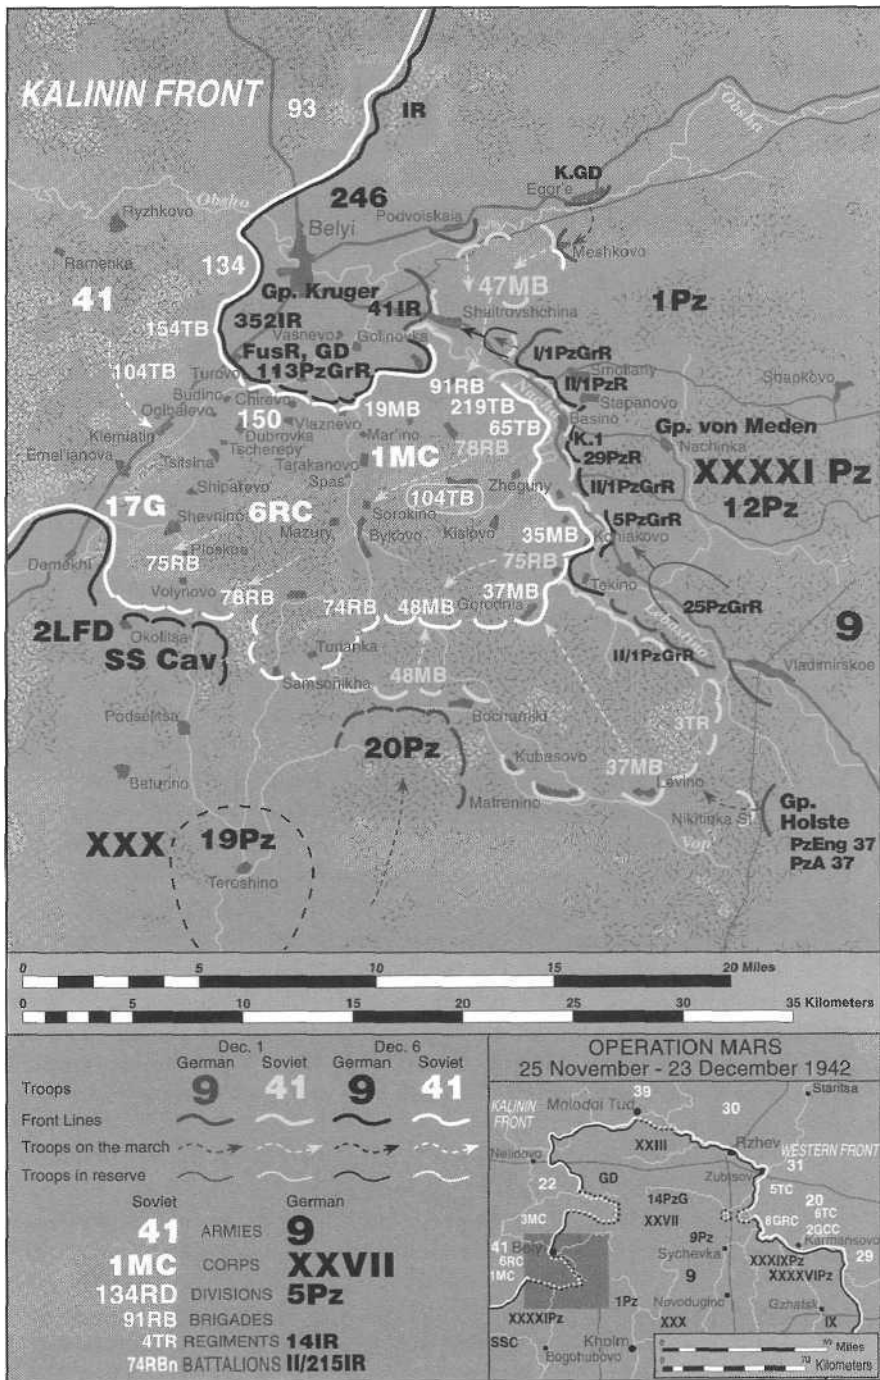 KALININ FRONT
93
IR
Obsha
K.GD
Egor'e
246
Obsha
Ryzhkovo
Podvoiskaia
Belyi
Meshkovo
Ramenka
134
47MB
Gp. Kruger
41
41IR
1Pz
Shaitrovshchina
352IR
154TB
Vasnevo
Golinovka
I/1PzGrR
FusR, GD
113PzGrR
104TB
Turovo
91RB
Smoliany
Shapkovo
II/1PzR
Budino
Chirevo
219TB
Stepanovo
Ogibalevo
150
Vlaznevo
19MB
65TB
Basino
Klemiatin
Dubrovka
Mar'ino
K.1
Gp. von Meden
Tscherepy
78RB
Nachinka
Emel'ianova
Tsitsina
1MC
29PzR
Tarakanovo
XXXXI Pz
Spas
Zheguny
II/1PzGrR
Shiparevo
104TB
12Pz
17G
6RC
Sorokino
5PzGrR
Shevnino
Mazury
Bykovo
Kislovo
35MB
Koniakovo
Demekhi
Ploskoe
75RB
75RB
Tekino
Volynovo
78RB
37MB
74RB
48MB
Gorodnia
25PzGrR
2LFD
9
Okolitsa
SS Cav
Turianka
II/1PzGrR
Vladimirskoe
Samsonikha
48MB
3TR
Podselitsa
Bocharniki
20Pz
Kubasovo
37MB
Baturino
Levino
Matrenino
Nikitinka St.
Gp.
Holste
Vop
XXX
19Pz
PzEng 37
PzA 37
Teroshino
0 5 10 15 20 Miles
0 5 10 15 20 25 30 35 Kilometers
Dec. 1 Dec. 6
German Soviet German Soviet
Troops 9 41 9 41
Front Lines
Troops on the march
Troops in reserve
Soviet German
41 ARMIES 9
1MC CORPS XXVII
134RD DIVISIONS 5Pz
91RB BRIGADES
4TR REGIMENTS 14IR
74RBn BATTALIONS II/215IR
OPERATION MARS
25 November - 23 December 1942
39
Staritsa
KALININ FRONT
Molodoi Tud
30
XXIII
Rzhev
WESTERN FRONT
Nelidovo
Zubtsov
31
22
GD
5TC
14PzG
20
6TC
3MC
XXVII
8GRC
2GCC
9Pz
Karmanovo
41
Belyi
Sychevka
6RC
XXXIXPz
29
1MC
9
XXXXVIPz
1Pz
Novodugino
Gzhatsk
XXXXIPz
XXX
IX
SSC
Kholm
Miles
Bogohubovo
Kilometers